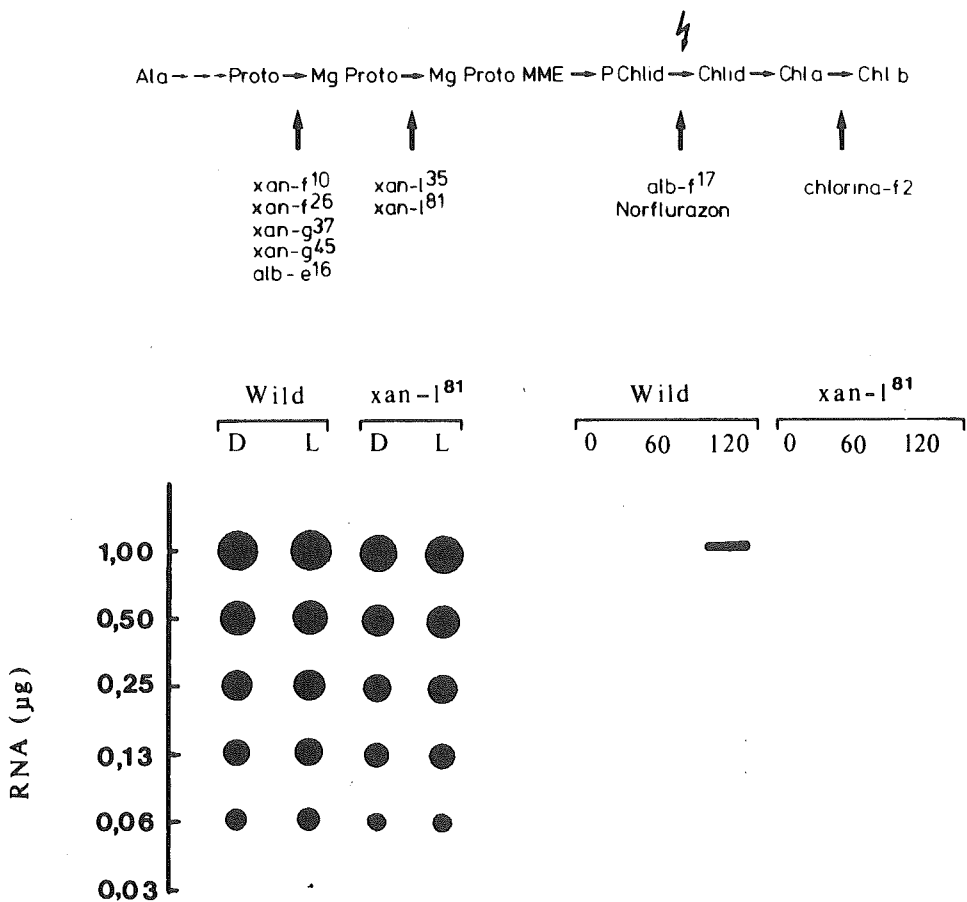 Ala → → → Proto → Mg Proto → Mg Proto MME → PChlid → Chlid → Chl a → Chl b
xan-f10 xan-l35 alb-f17 chlorina-f2
xan-f26 xan-l81 Norflurazon
xan-g37
xan-g45
alb-e16
Wild xan-l81 Wild xan-l81
D L D L 0 60 120 0 60 120
RNA (µg)
1,00
0,50
0,25
0,13
0,06
0,03